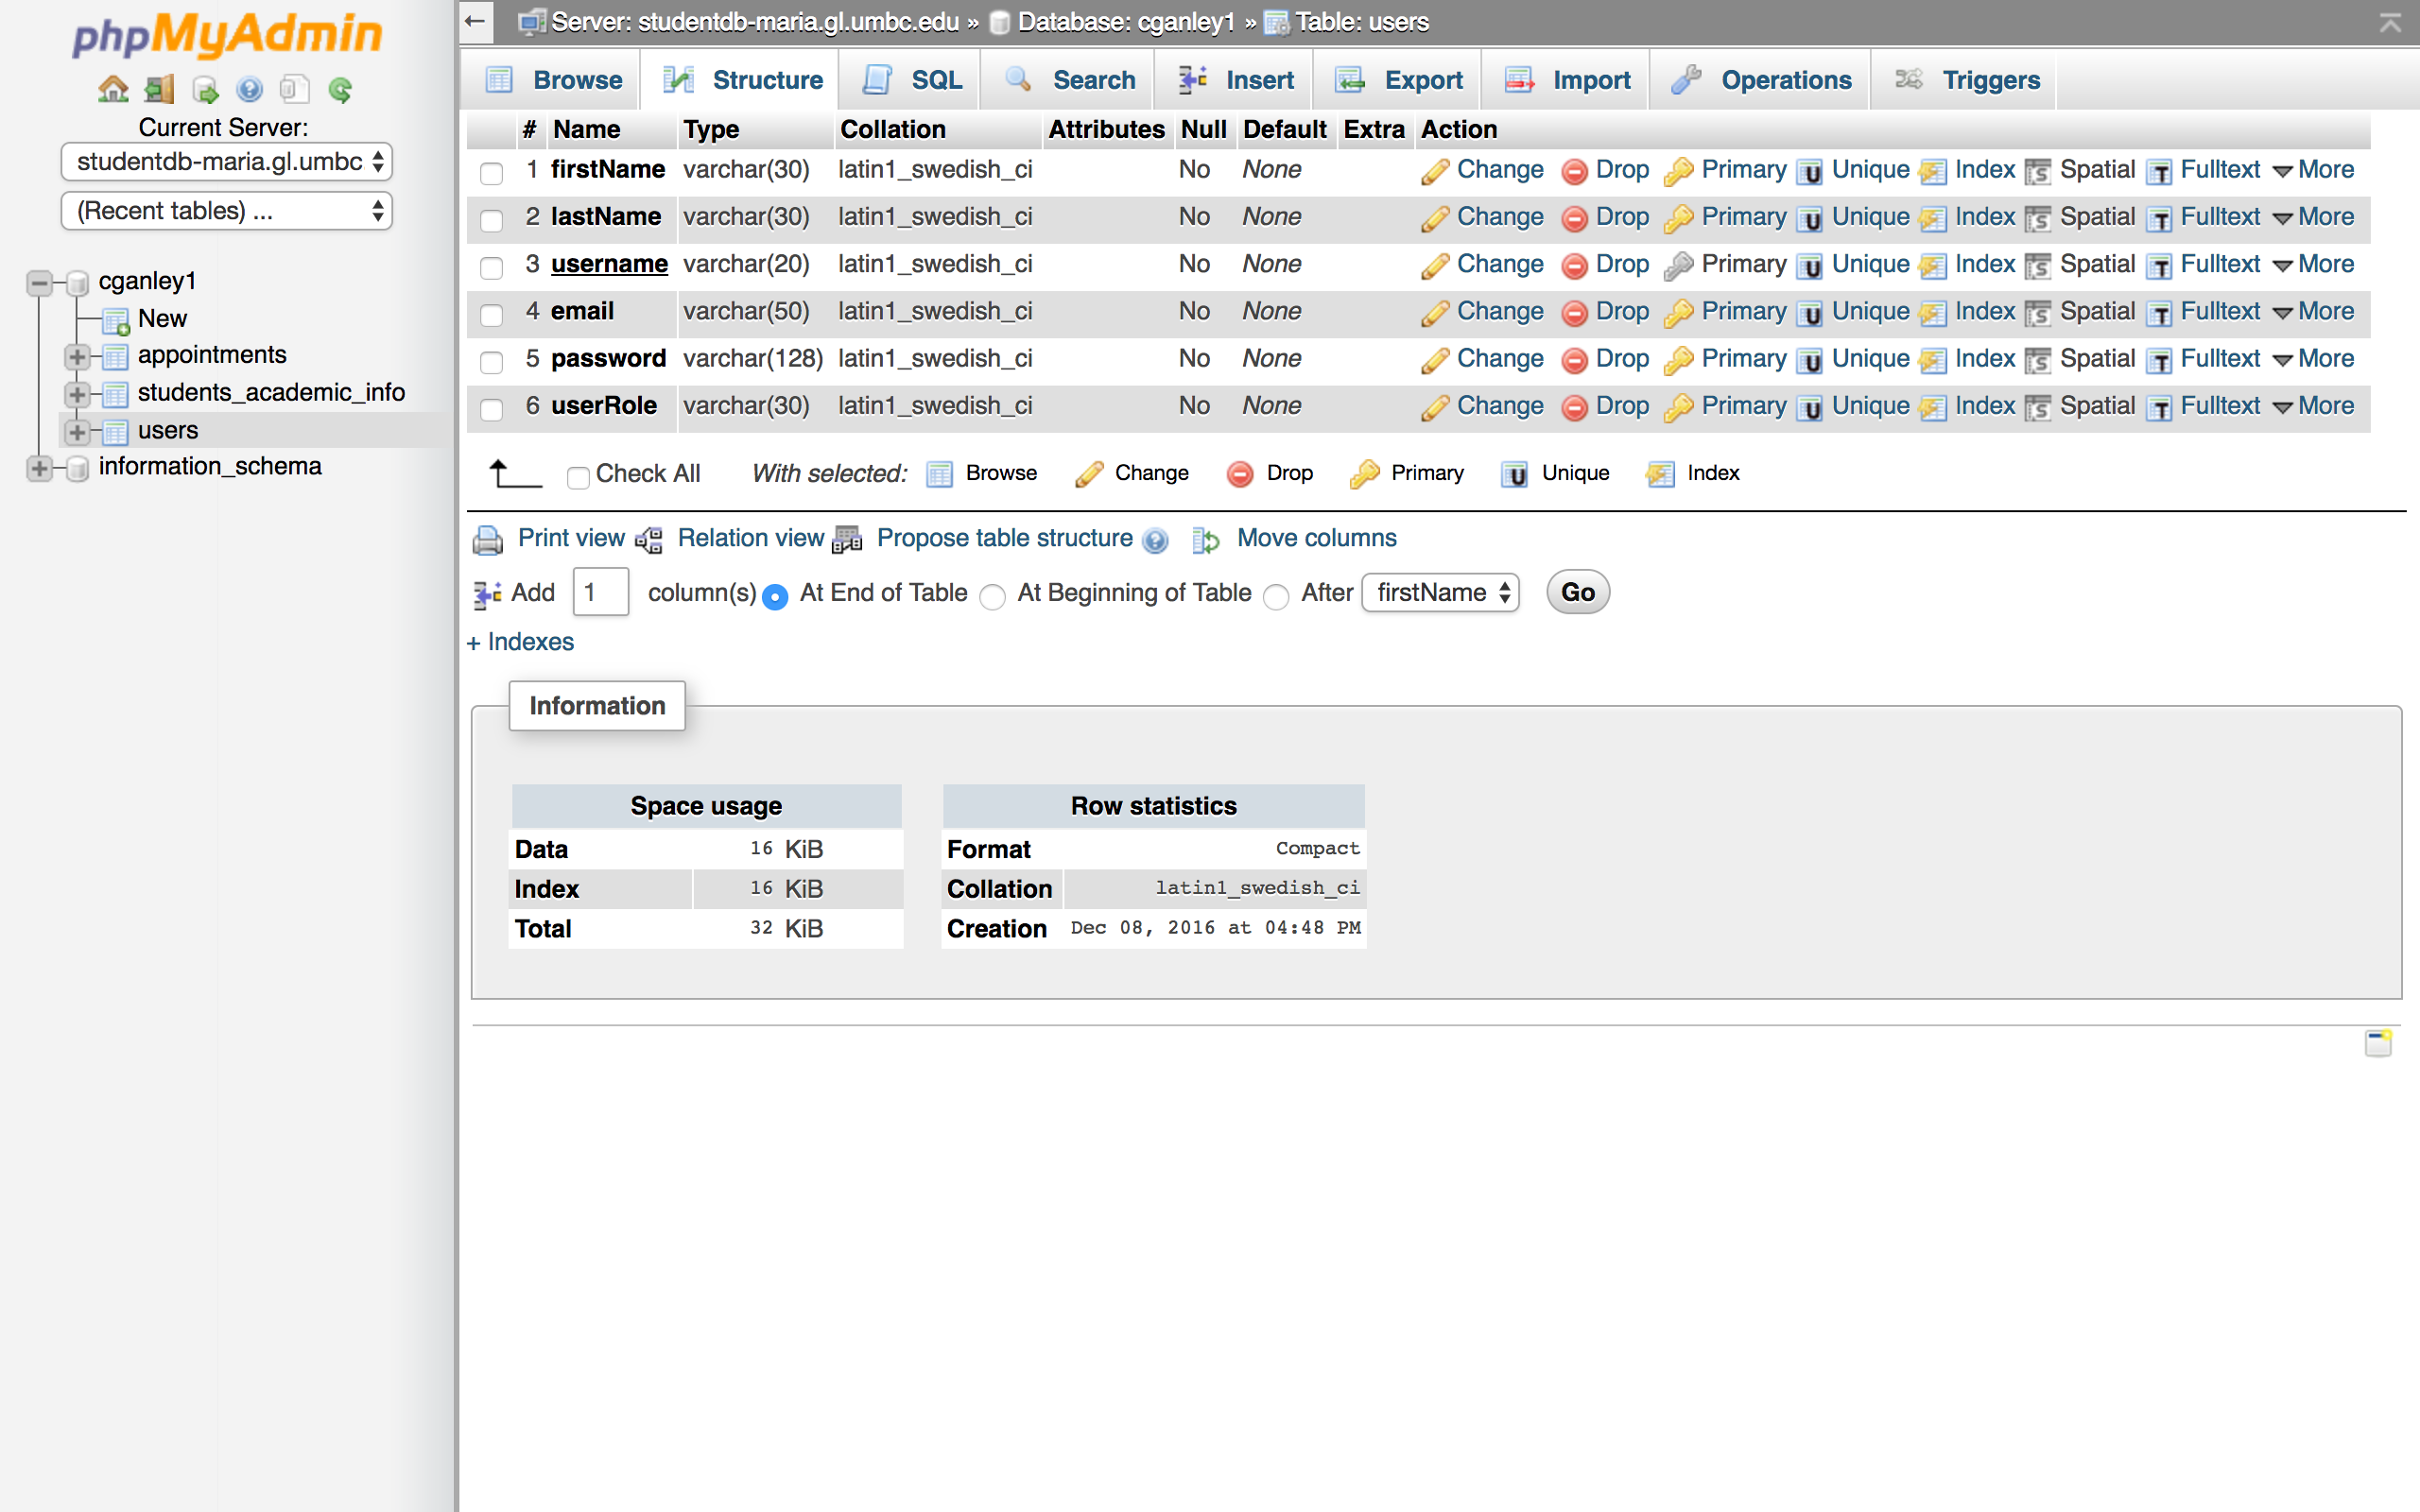 phpMyAdmin
Current Server:
studentdb-maria.gl.umbc
(Recent tables) ...
cganley1
New
appointments
students_academic_info
users
information_schema
← Server: studentdb-maria.gl.umbc.edu » Database: cganley1 » Table: users
Browse Structure SQL Search Insert Export Import Operations Triggers
# Name Type Collation Attributes Null Default Extra Action
1 firstName varchar(30) latin1_swedish_ci No None Change Drop Primary Unique Index Spatial Fulltext More
2 lastName varchar(30) latin1_swedish_ci No None Change Drop Primary Unique Index Spatial Fulltext More
3 username varchar(20) latin1_swedish_ci No None Change Drop Primary Unique Index Spatial Fulltext More
4 email varchar(50) latin1_swedish_ci No None Change Drop Primary Unique Index Spatial Fulltext More
5 password varchar(128) latin1_swedish_ci No None Change Drop Primary Unique Index Spatial Fulltext More
6 userRole varchar(30) latin1_swedish_ci No None Change Drop Primary Unique Index Spatial Fulltext More
Check All With selected: Browse Change Drop Primary Unique Index
Print view Relation view Propose table structure Move columns
Add 1 column(s) At End of Table At Beginning of Table After firstName Go
+ Indexes
Information
Space usage
Data 16 KiB
Index 16 KiB
Total 32 KiB
Row statistics
Format Compact
Collation latin1_swedish_ci
Creation Dec 08, 2016 at 04:48 PM